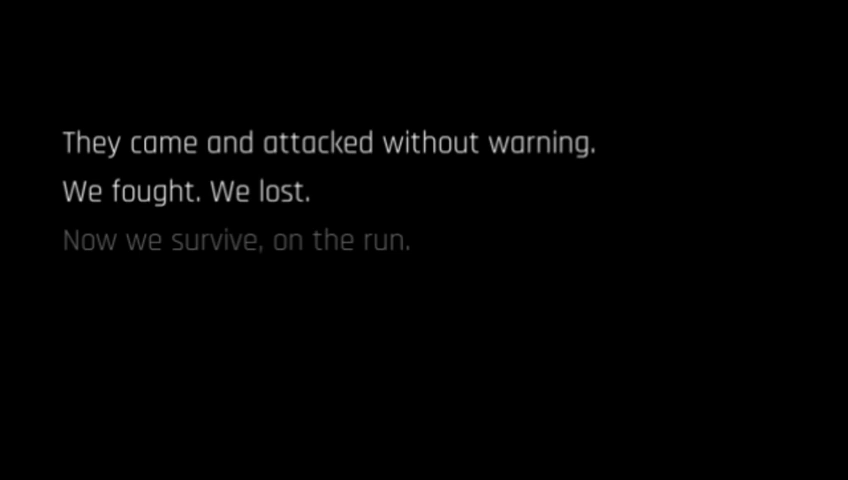 They came and attacked without warning.
We fought. We lost.
Now we survive, on the run.